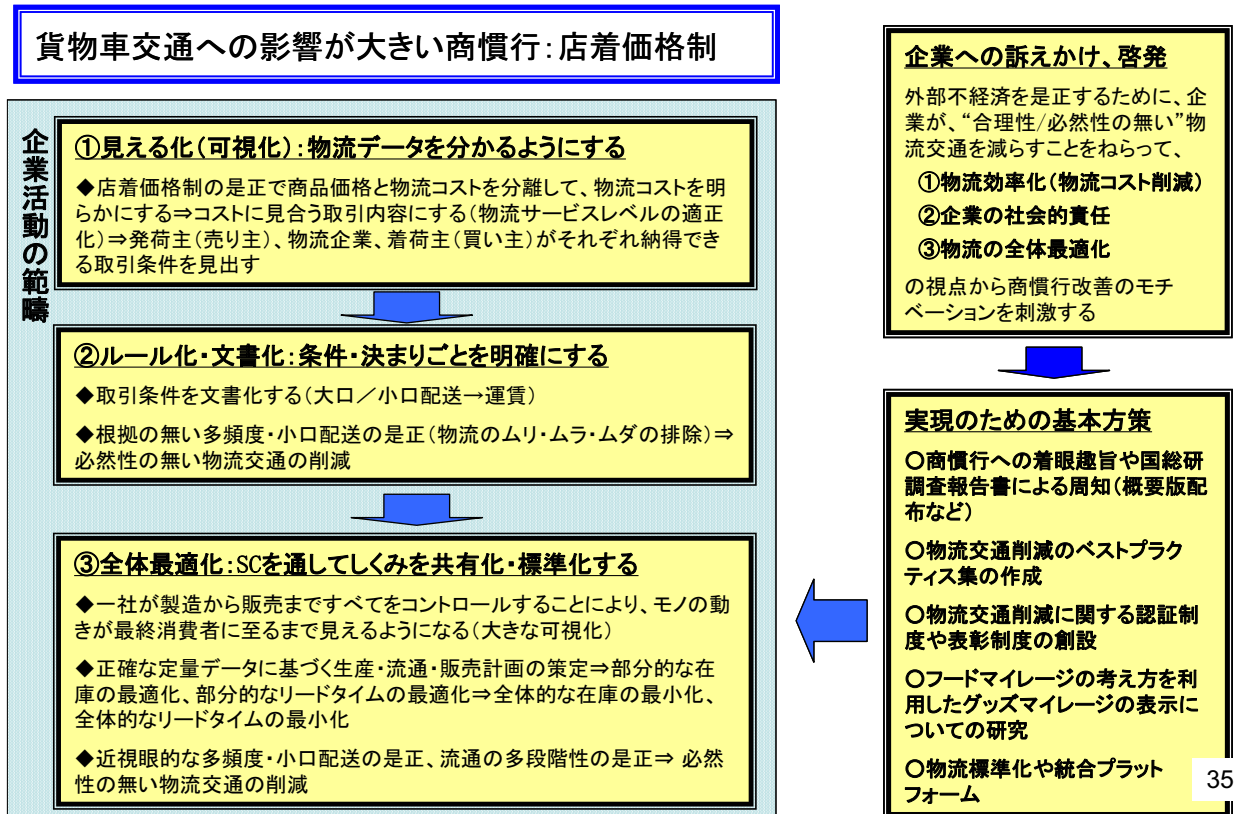 貨物車交通への影響が大きい商慣行：店着価格制
企業活動の範疇
①見える化（可視化）：物流データを分かるようにする
◆店着価格制の是正で商品価格と物流コストを分離して、物流コストを明
らかにする⇒コストに見合う取引内容にする（物流サービスレベルの適正
化）⇒発荷主（売り主）、物流企業、着荷主（買い主）がそれぞれ納得でき
る取引条件を見出す
②ルール化・文書化：条件・決まりごとを明確にする
◆取引条件を文書化する（大口／小口配送→運賃）
◆根拠の無い多頻度・小口配送の是正（物流のムリ・ムラ・ムダの排除）⇒
必然性の無い物流交通の削減
③全体最適化：SCを通してしくみを共有化・標準化する
◆一社が製造から販売まですべてをコントロールすることにより、モノの動
きが最終消費者に至るまで見えるようになる（大きな可視化）
◆正確な定量データに基づく生産・流通・販売計画の策定⇒部分的な在
庫の最適化、部分的なリードタイムの最適化⇒全体的な在庫の最小化、
全体的なリードタイムの最小化
◆近視眼的な多頻度・小口配送の是正、流通の多段階性の是正⇒ 必然
性の無い物流交通の削減
企業への訴えかけ、啓発
外部不経済を是正するために、企
業が、“合理性/必然性の無い”物
流交通を減らすことをねらって、
①物流効率化（物流コスト削減）
②企業の社会的責任
③物流の全体最適化
の視点から商慣行改善のモチ
ベーションを刺激する
実現のための基本方策
○商慣行への着眼趣旨や国総研
調査報告書による周知（概要版配
布など）
○物流交通削減のベストプラク
ティス集の作成
○物流交通削減に関する認証制
度や表彰制度の創設
○フードマイレージの考え方を利
用したグッズマイレージの表示に
ついての研究
○物流標準化や統合プラット
フォーム
35